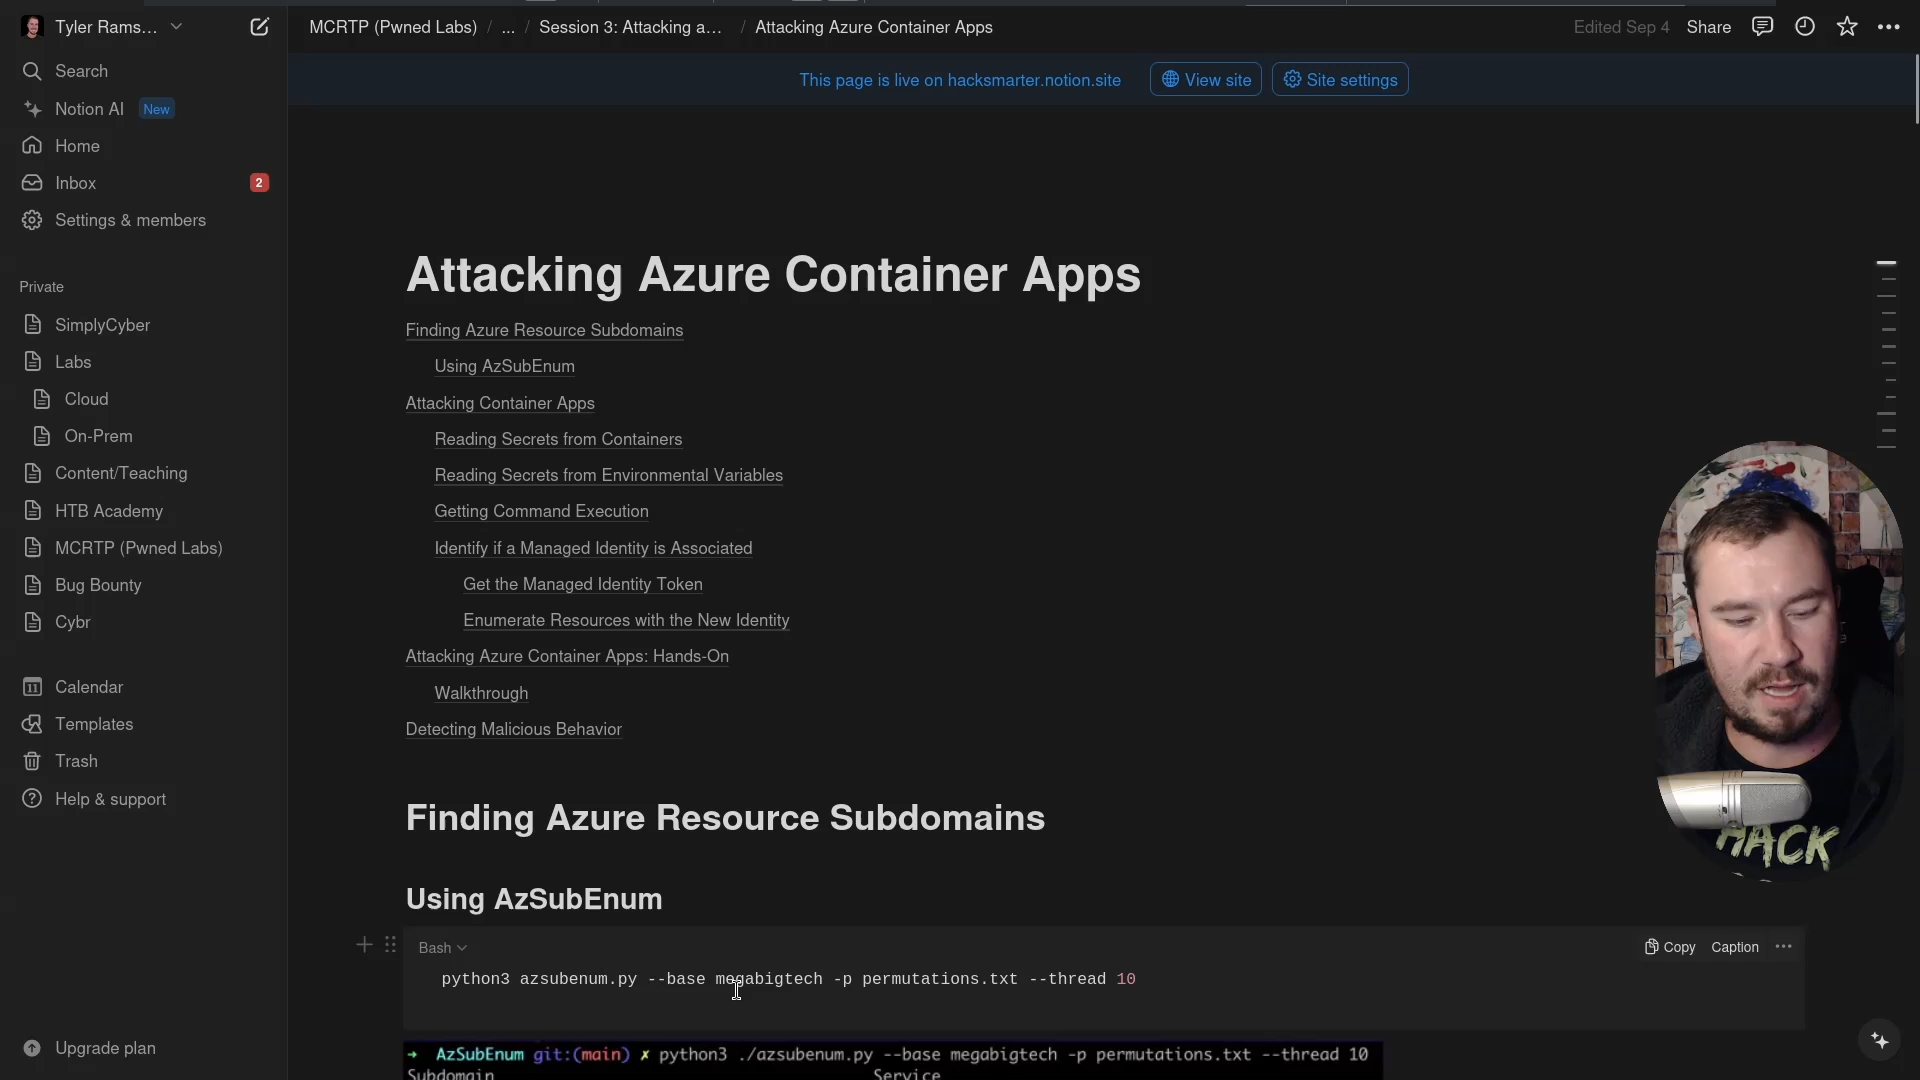 Tyler Rams...
MCRTP (Pwned Labs) / ... / Session 3: Attacking a... / Attacking Azure Container Apps
Edited Sep 4 Share
This page is live on hacksmarter.notion.site View site Site settings
Search
Notion AI New
Home
Inbox 2
Settings & members
Private
SimplyCyber
Labs
Cloud
On-Prem
Content/Teaching
HTB Academy
MCRTP (Pwned Labs)
Bug Bounty
Cybr
11 Calendar
Templates
Trash
Help & support
Upgrade plan
Attacking Azure Container Apps
Finding Azure Resource Subdomains
Using AzSubEnum
Attacking Container Apps
Reading Secrets from Containers
Reading Secrets from Environmental Variables
Getting Command Execution
Identify if a Managed Identity is Associated
Get the Managed Identity Token
Enumerate Resources with the New Identity
Attacking Azure Container Apps: Hands-On
Walkthrough
Detecting Malicious Behavior
Finding Azure Resource Subdomains
Using AzSubEnum
Bash
Copy Caption
python3 azsubenum.py --base megabigtech -p permutations.txt --thread 10
➜ AzSubEnum git:(main) ✗ python3 ./azsubenum.py --base megabigtech -p permutations.txt --thread 10
Subdomain Service
HACK